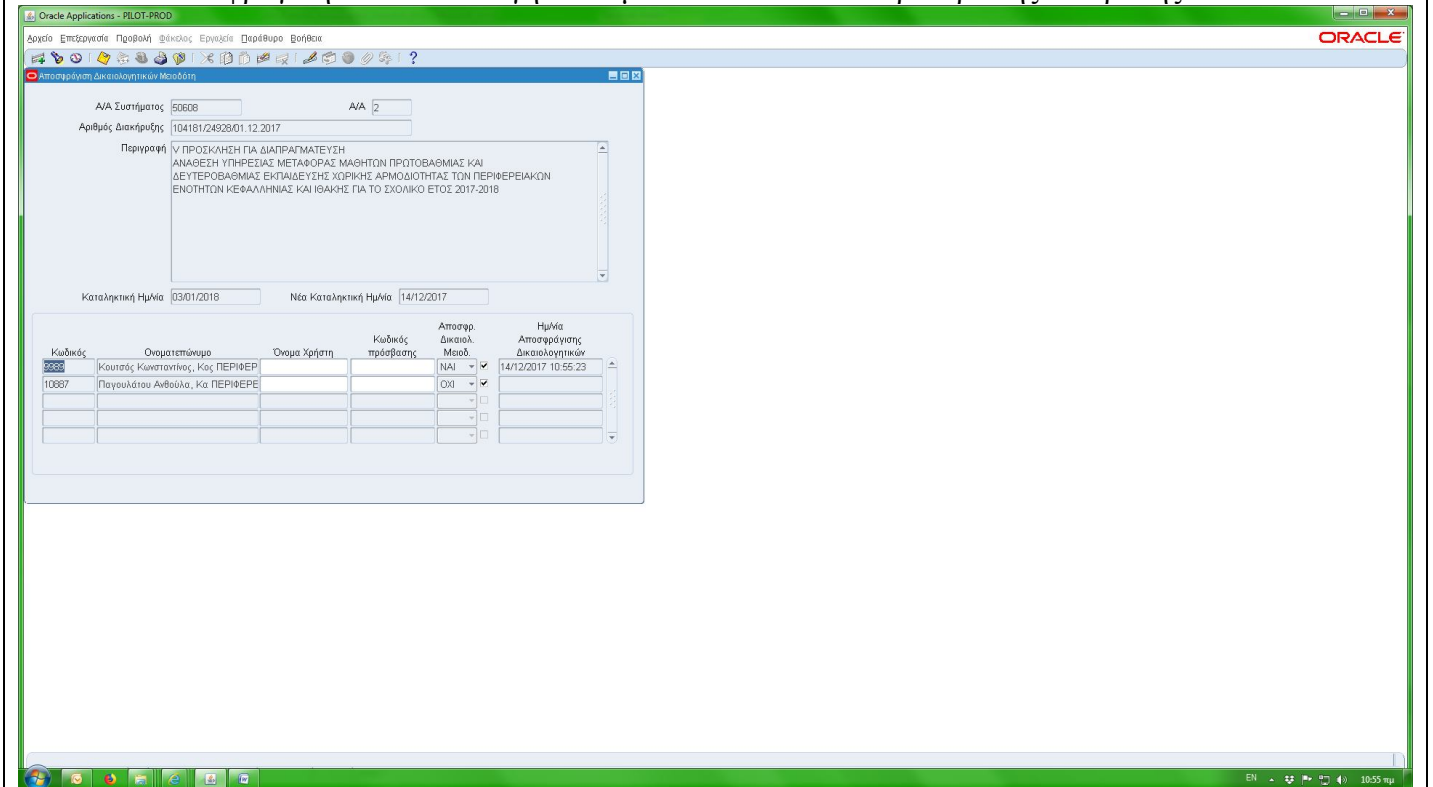 Oracle Applications - PILOT-PROD
Αρχείο Επεξεργασία Προβολή Φάκελος Εργαλεία Παράθυρο Βοήθεια
ORACLE
Αποσφράγιση Δικαιολογητικών Μειοδότη
Α/Α Συστήματος 50608 Α/Α 2
Αριθμός Διακήρυξης 104181/24928/01.12.2017
Περιγραφή V ΠΡΟΣΚΛΗΣΗ ΓΙΑ ΔΙΑΠΡΑΓΜΑΤΕΥΣΗ
ΑΝΑΘΕΣΗ ΥΠΗΡΕΣΙΑΣ ΜΕΤΑΦΟΡΑΣ ΜΑΘΗΤΩΝ ΠΡΩΤΟΒΑΘΜΙΑΣ ΚΑΙ
ΔΕΥΤΕΡΟΒΑΘΜΙΑΣ ΕΚΠΑΙΔΕΥΣΗΣ ΧΩΡΙΚΗΣ ΑΡΜΟΔΙΟΤΗΤΑΣ ΤΩΝ ΠΕΡΙΦΕΡΕΙΑΚΩΝ
ΕΝΟΤΗΤΩΝ ΚΕΦΑΛΛΗΝΙΑΣ ΚΑΙ ΙΘΑΚΗΣ ΓΙΑ ΤΟ ΣΧΟΛΙΚΟ ΕΤΟΣ 2017-2018
Καταληκτική Ημ/νία 03/01/2018 Νέα Καταληκτική Ημ/νία 14/12/2017
Κωδικός Ονοματεπώνυμο Όνομα Χρήστη Κωδικός πρόσβασης Αποσφρ. Δικαιολ. Μειοδ. Ημ/νία Αποσφράγισης Δικαιολογητικών
9989 Κουτσός Κωνσταντίνος, Κος ΠΕΡΙΦΕΡ ΝΑΙ 14/12/2017 10:55:23
10887 Παγουλάτου Ανθούλα, Κα ΠΕΡΙΦΕΡΕ ΟΧΙ
EN 10:55 πμ